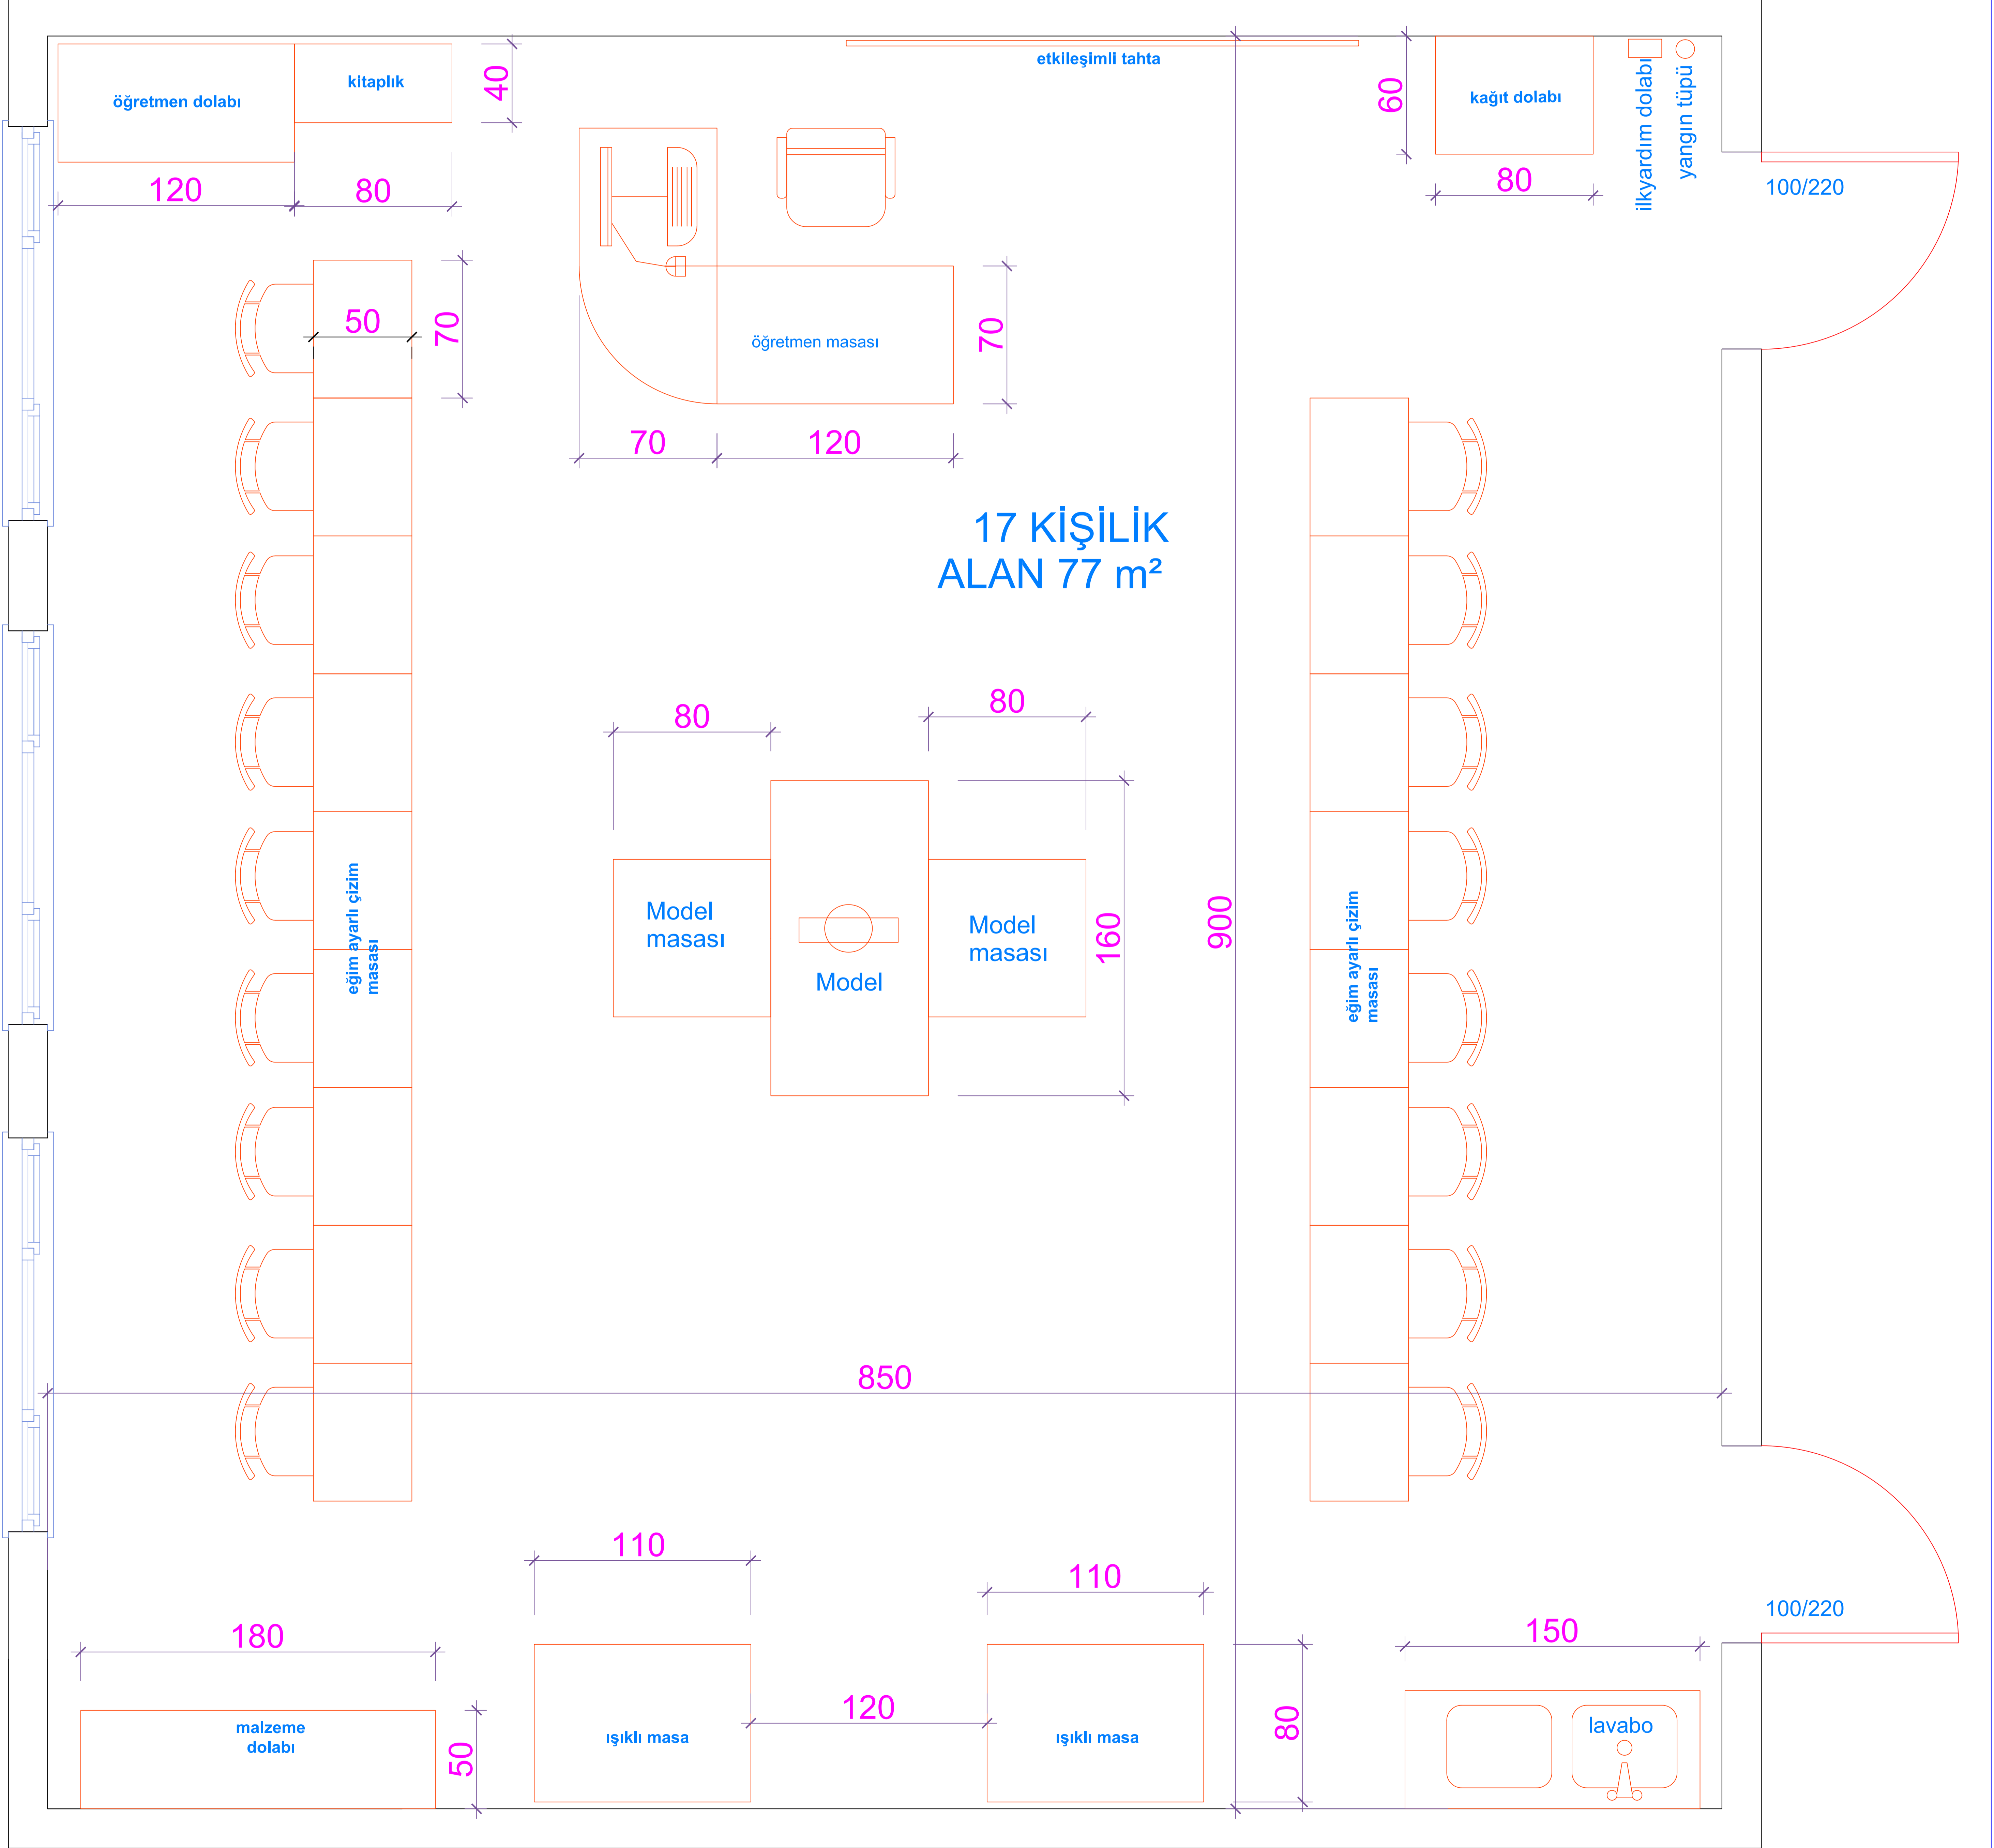 etkileşimli tahta
öğretmen dolabı
kitaplık
40
60
kağıt dolabı
ilkyardım dolabı
yangın tüpü
120
80
80
100/220
50
70
öğretmen masası
70
70
120
17 KİŞİLİK
ALAN 77 m²
80
80
Model
masası
Model
Model
masası
160
900
eğim ayarlı çizim
masası
eğim ayarlı çizim
masası
850
110
110
180
120
150
100/220
malzeme
dolabı
50
ışıklı masa
ışıklı masa
80
lavabo